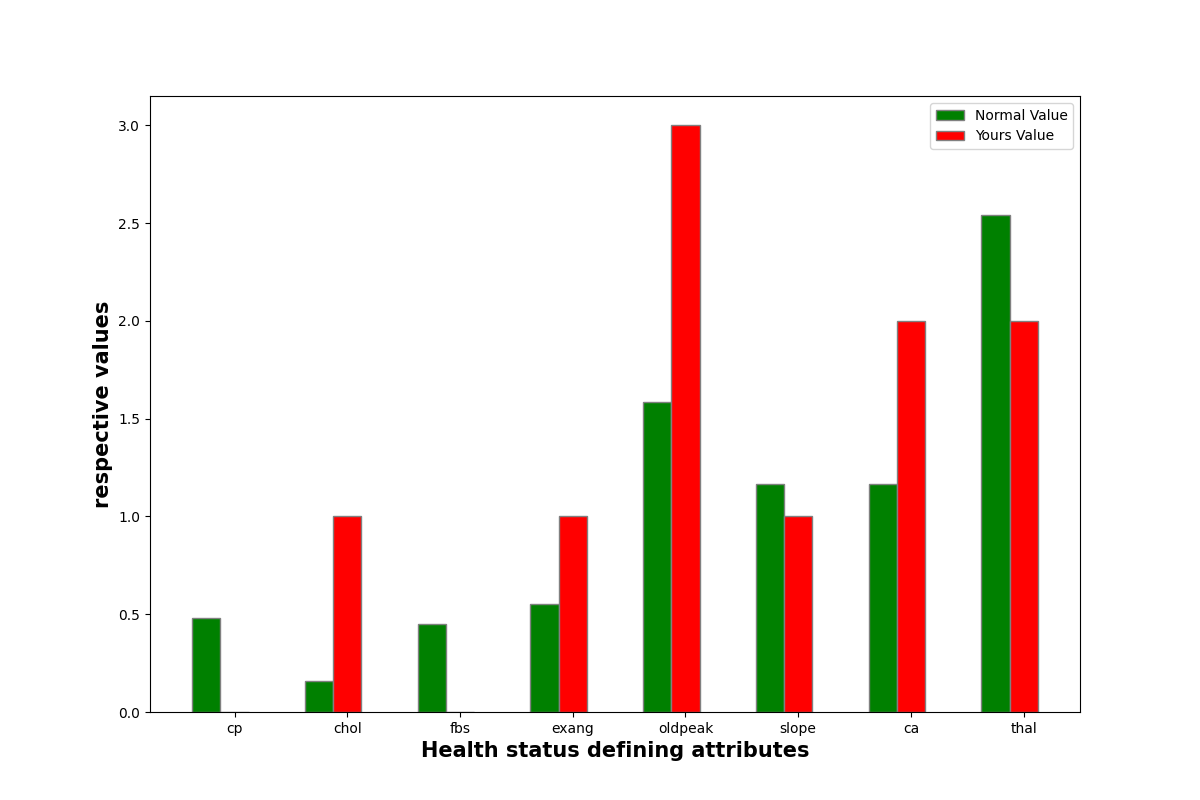 Normal Value
Yours Value
3.0
2.5
2.0
1.5
1.0
0.5
0.0
respective values
cp chol fbs exang oldpeak slope ca thal
Health status defining attributes